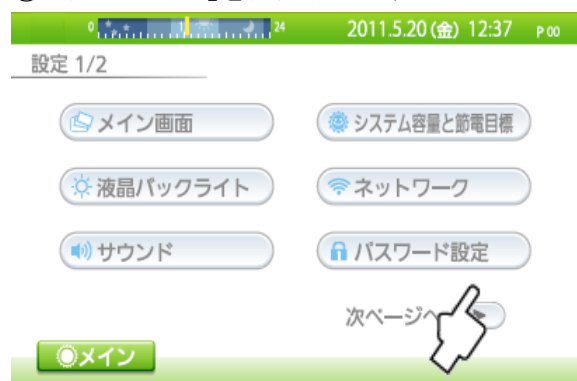 0 12 24 2011.5.20 (金) 12:37 P 00
設定 1/2
メイン画面 システム容量と節電目標
液晶バックライト ネットワーク
サウンド パスワード設定
次ページへ
メイン